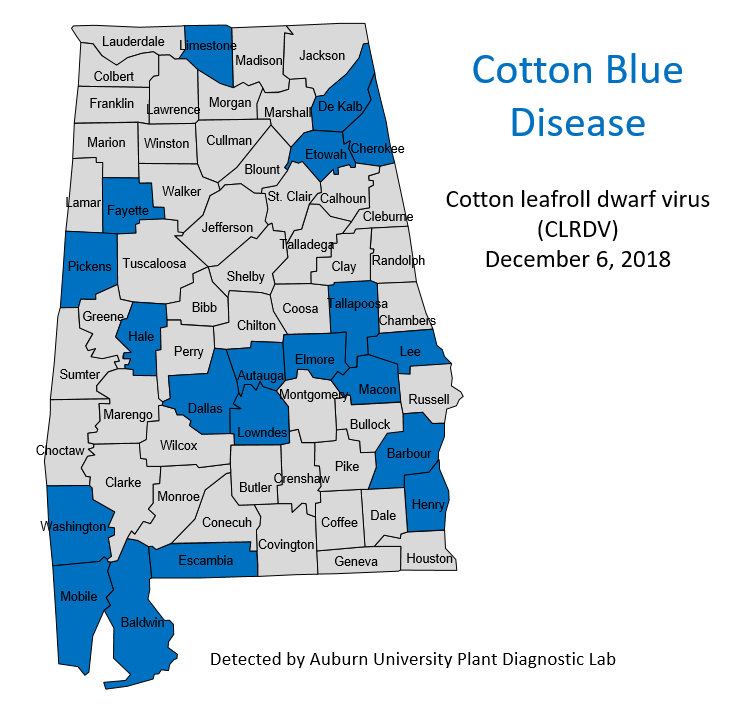 Cotton Blue
Disease
Cotton leafroll dwarf virus
(CLRDV)
December 6, 2018
Lauderdale
Limestone
Madison
Jackson
Colbert
Franklin
Lawrence
Morgan
Marshall
De Kalb
Marion
Winston
Cullman
Etowah
Cherokee
Blount
Lamar
Fayette
Walker
St. Clair
Calhoun
Cleburne
Jefferson
Talladega
Pickens
Tuscaloosa
Shelby
Clay
Randolph
Greene
Hale
Bibb
Chilton
Coosa
Tallapoosa
Chambers
Sumter
Perry
Autauga
Elmore
Lee
Marengo
Dallas
Lowndes
Montgomery
Macon
Russell
Choctaw
Wilcox
Bullock
Barbour
Clarke
Monroe
Butler
Crenshaw
Pike
Henry
Washington
Conecuh
Covington
Coffee
Dale
Escambia
Geneva
Houston
Mobile
Baldwin
Detected by Auburn University Plant Diagnostic Lab